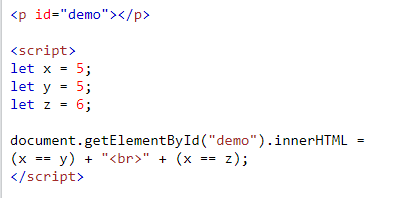 <p id="demo"></p>
<script>
let x = 5;
let y = 5;
let z = 6;
document.getElementById("demo").innerHTML =
(x == y) + "<br>" + (x == z);
</script>